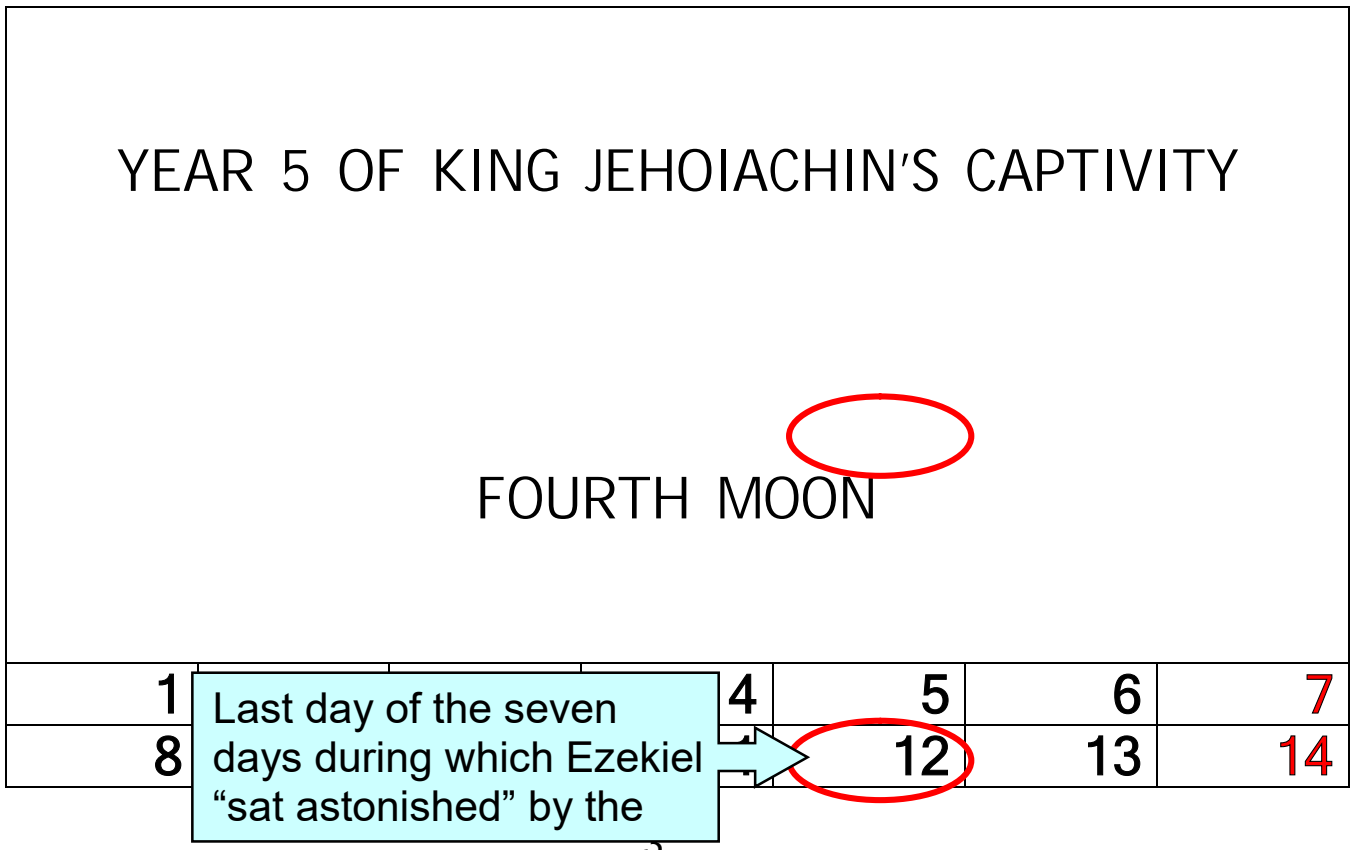 YEAR 5 OF KING JEHOIACHIN'S CAPTIVITY
FOURTH MOON
1 4 5 6 7
8 12 13 14
Last day of the seven
days during which Ezekiel
“sat astonished” by the